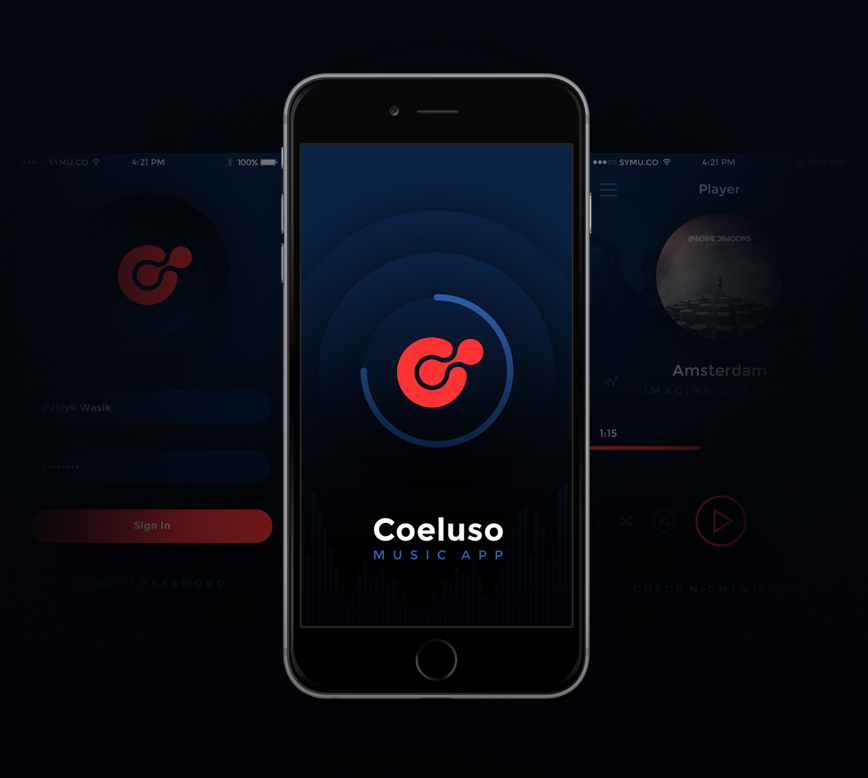 SYMU.CO
4:21 PM
100%
Patryk Wasik
Sign In
FORGOT PASSWORD
Coeluso
MUSIC APP
SYMU.CO
4:21 PM
Player
IMAGINE DRAGONS
Amsterdam
IMAGINE DRA
1:15
CHECK NIGHT VISION